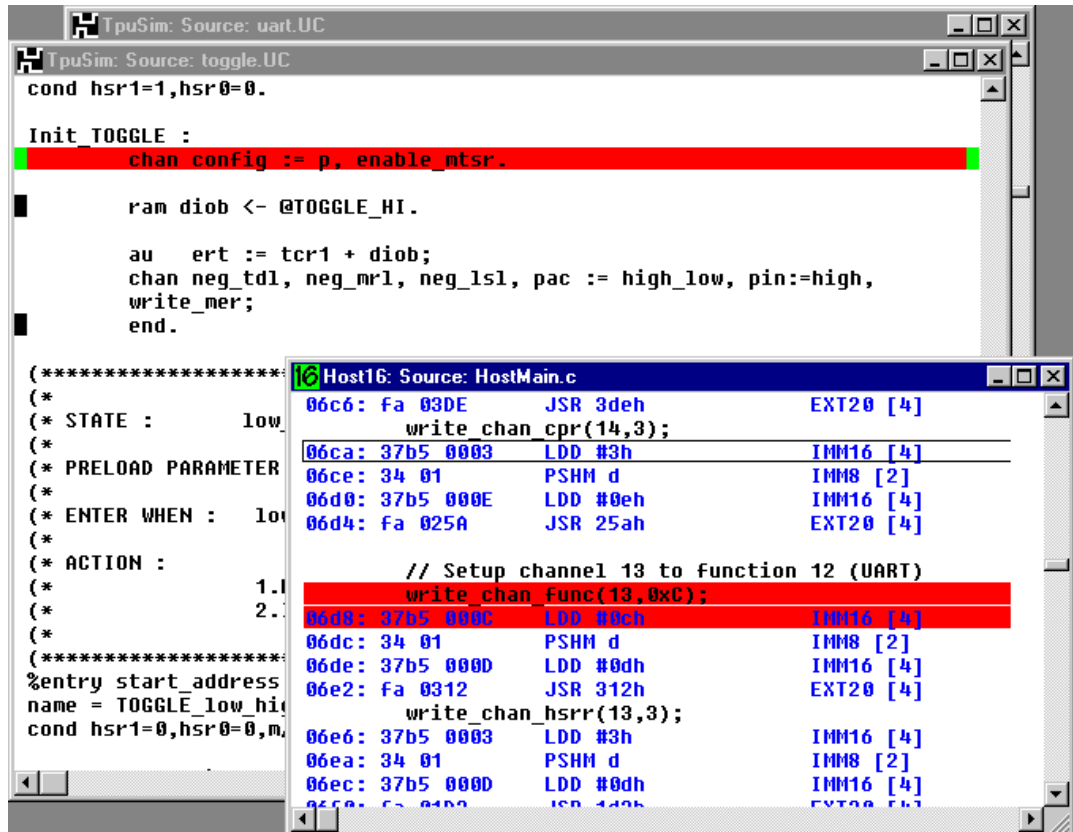 TpuSim: Source: uart.UC
TpuSim: Source: toggle.UC
cond hsr1=1,hsr0=0.
Init_TOGGLE :
chan config := p, enable_mtsr.
ram diob <- @TOGGLE_HI.
au ert := tcr1 + diob;
chan neg_tdl, neg_mrl, neg_lsl, pac := high_low, pin:=high,
write_mer;
end.
(**********************
(*
(* STATE : low_
(*
(* PRELOAD PARAMETER
(*
(* ENTER WHEN :
(*
(* ACTION :
(* 1.
(* 2.
(*
(**********************
%entry start_address
name = TOGGLE_low_hi
cond hsr1=0,hsr0=0,m
16 Host16: Source: HostMain.c
06c6: fa 03DE JSR 3deh EXT20 [4]
write_chan_cpr(14,3);
06ca: 37b5 0003 LDD #3h IMM16 [4]
06ce: 34 01 PSHM d IMM8 [2]
06d0: 37b5 000E LDD #0eh IMM16 [4]
06d4: fa 025A JSR 25ah EXT20 [4]
// Setup channel 13 to function 12 (UART)
write_chan_func(13,0xC);
06d8: 37b5 000C LDD #0ch IMM16 [4]
06dc: 34 01 PSHM d IMM8 [2]
06de: 37b5 000D LDD #0dh IMM16 [4]
06e2: fa 0312 JSR 312h EXT20 [4]
write_chan_hsrr(13,3);
06e6: 37b5 0003 LDD #3h IMM16 [4]
06ea: 34 01 PSHM d IMM8 [2]
06ec: 37b5 000D LDD #0dh IMM16 [4]